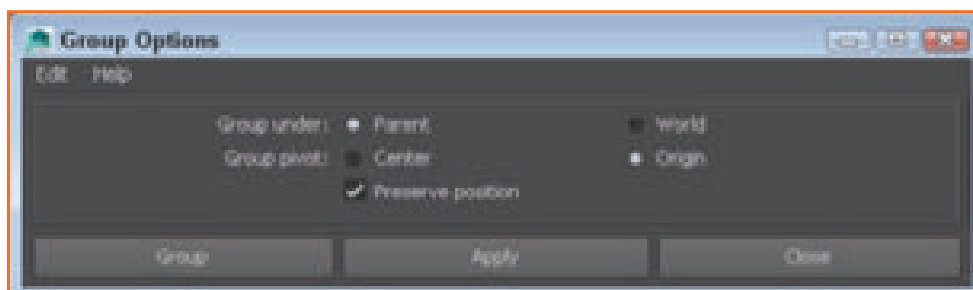 Group Options
Edit Help
Group under: Parent World
Group pivot: Center Origin
Preserve position
Group Apply Close